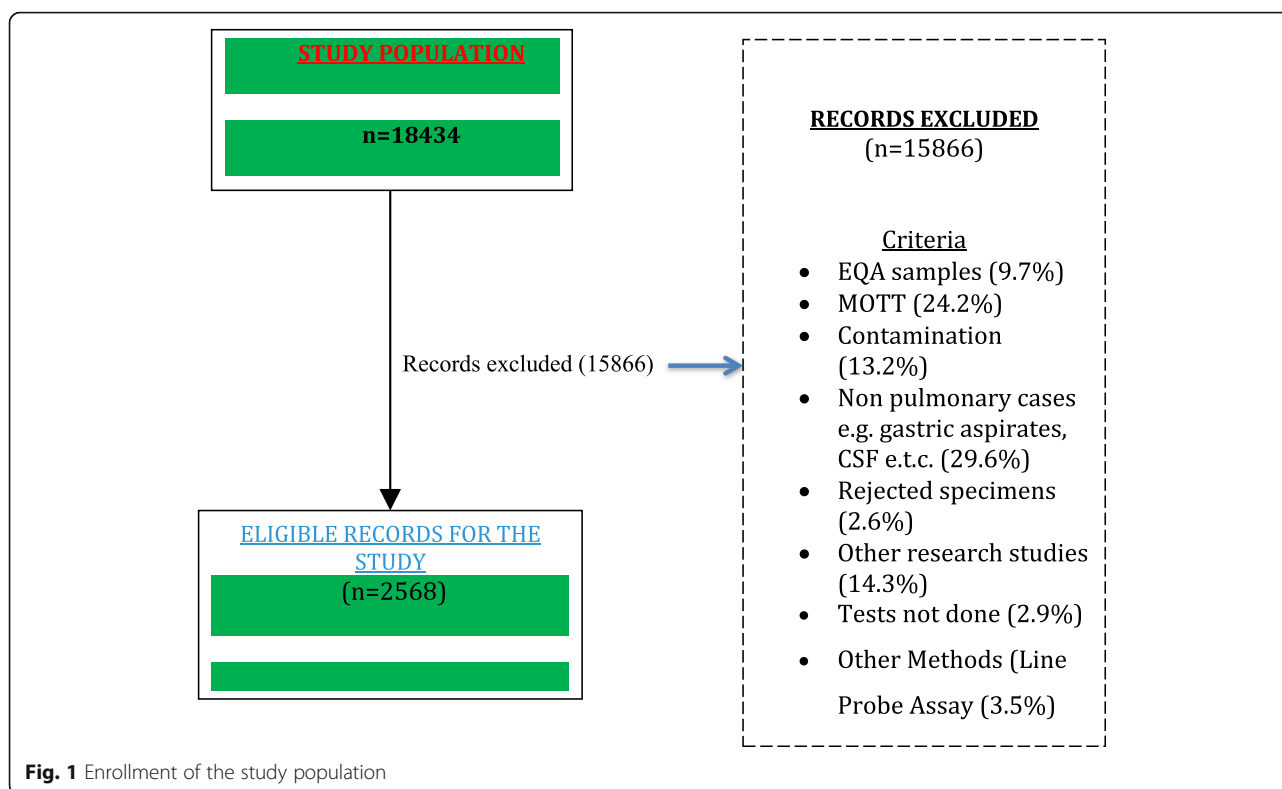 STUDY POPULATION
n=18434
Records excluded (15866)
ELIGIBLE RECORDS FOR THE
STUDY
(n=2568)
RECORDS EXCLUDED
(n=15866)
Criteria
• EQA samples (9.7%)
• MOTT (24.2%)
• Contamination
(13.2%)
• Non pulmonary cases
e.g. gastric aspirates,
CSF e.t.c. (29.6%)
• Rejected specimens
(2.6%)
• Other research studies
(14.3%)
• Tests not done (2.9%)
• Other Methods (Line
Probe Assay (3.5%)
Fig. 1 Enrollment of the study population